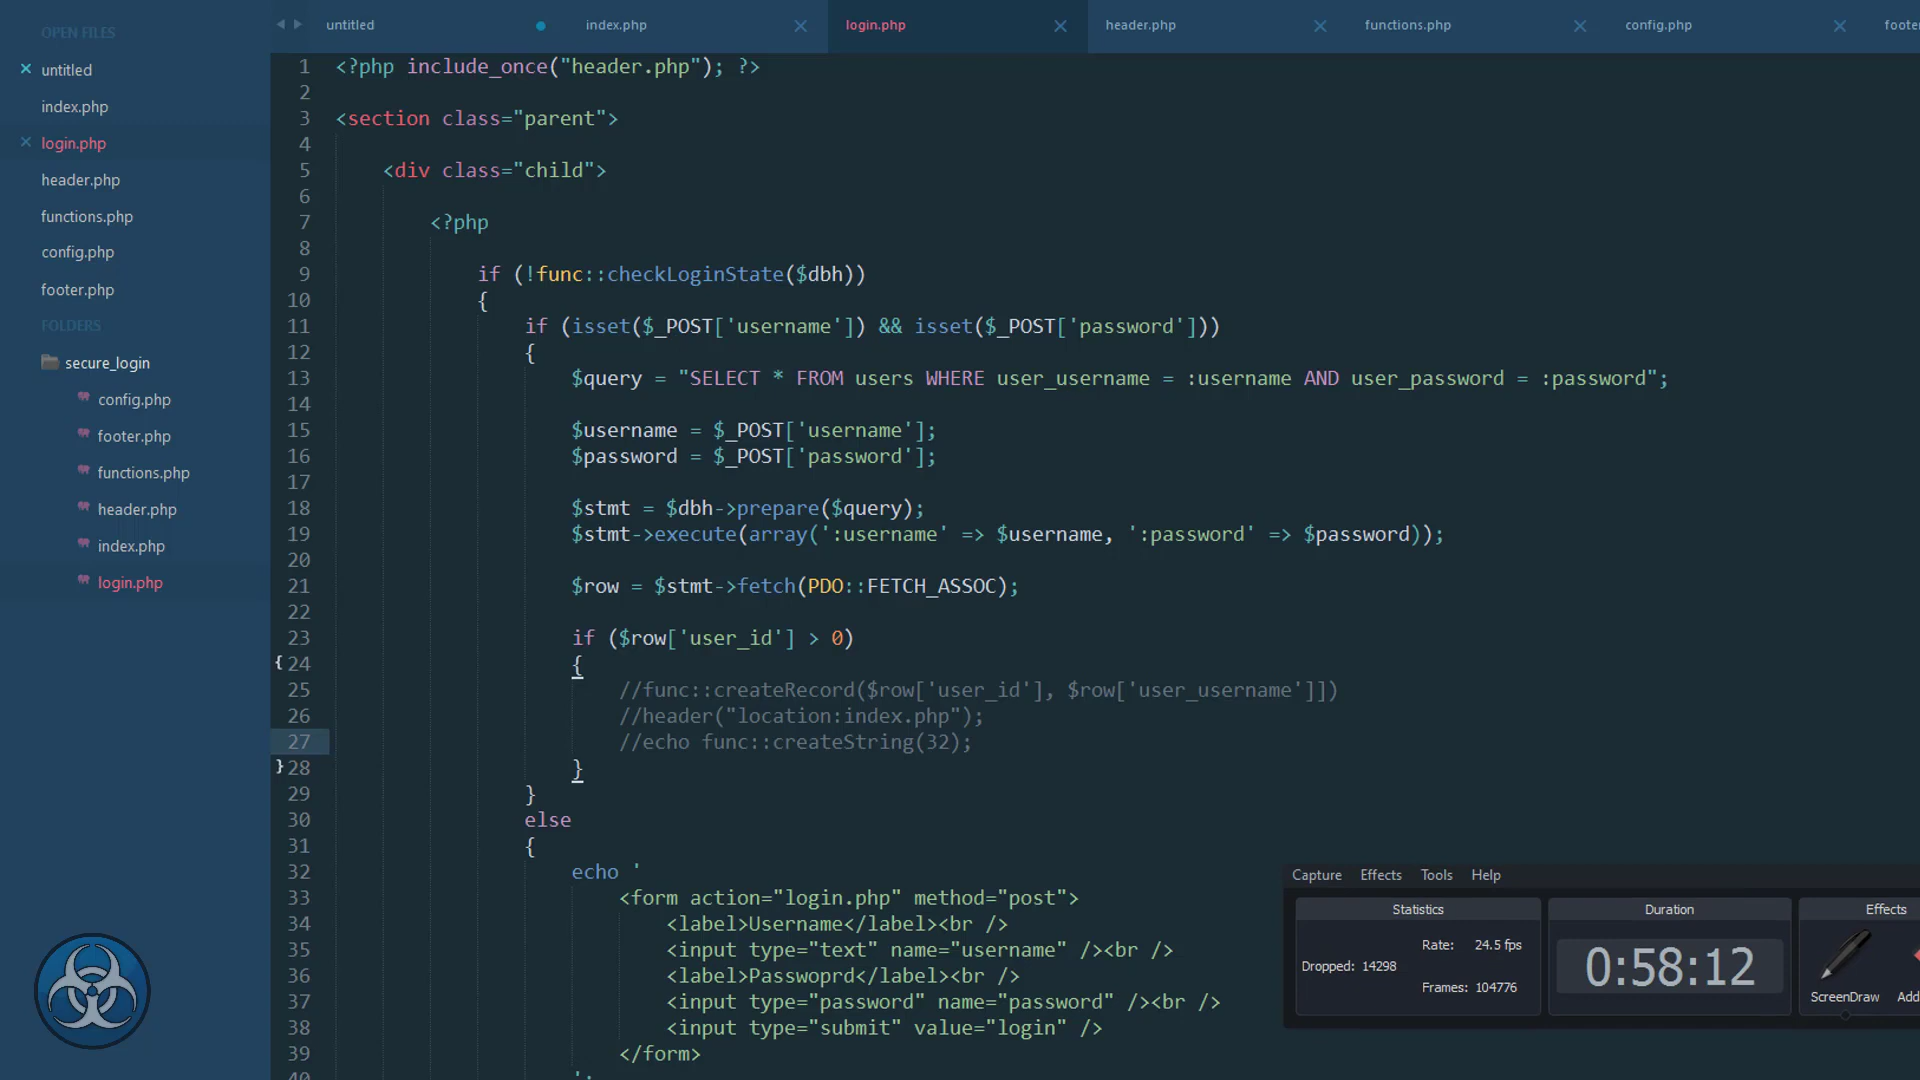 OPEN FILES
untitled
index.php
login.php
header.php
functions.php
config.php
footer.php
FOLDERS
secure_login
config.php
footer.php
functions.php
header.php
index.php
login.php
untitled
index.php
login.php
header.php
functions.php
config.php
footer
1 <?php include_once("header.php"); ?>
2
3 <section class="parent">
4
5 <div class="child">
6
7 <?php
8
9 if (!func::checkLoginState($dbh))
10 {
11 if (isset($_POST['username']) && isset($_POST['password']))
12 {
13 $query = "SELECT * FROM users WHERE user_username = :username AND user_password = :password";
14
15 $username = $_POST['username'];
16 $password = $_POST['password'];
17
18 $stmt = $dbh->prepare($query);
19 $stmt->execute(array(':username' => $username, ':password' => $password));
20
21 $row = $stmt->fetch(PDO::FETCH_ASSOC);
22
23 if ($row['user_id'] > 0)
{ 24 {
25 //func::createRecord($row['user_id'], $row['user_username']])
26 //header("location:index.php");
27 //echo func::createString(32);
} 28 }
29 }
30 else
31 {
32 echo '
33 <form action="login.php" method="post">
34 <label>Username</label><br />
35 <input type="text" name="username" /><br />
36 <label>Passwoprd</label><br />
37 <input type="password" name="password" /><br />
38 <input type="submit" value="login" />
39 </form>
40 ';
Capture Effects Tools Help
Statistics
Rate: 24.5 fps
Dropped: 14298
Frames: 104776
Duration
0:58:12
Effects
ScreenDraw
Add